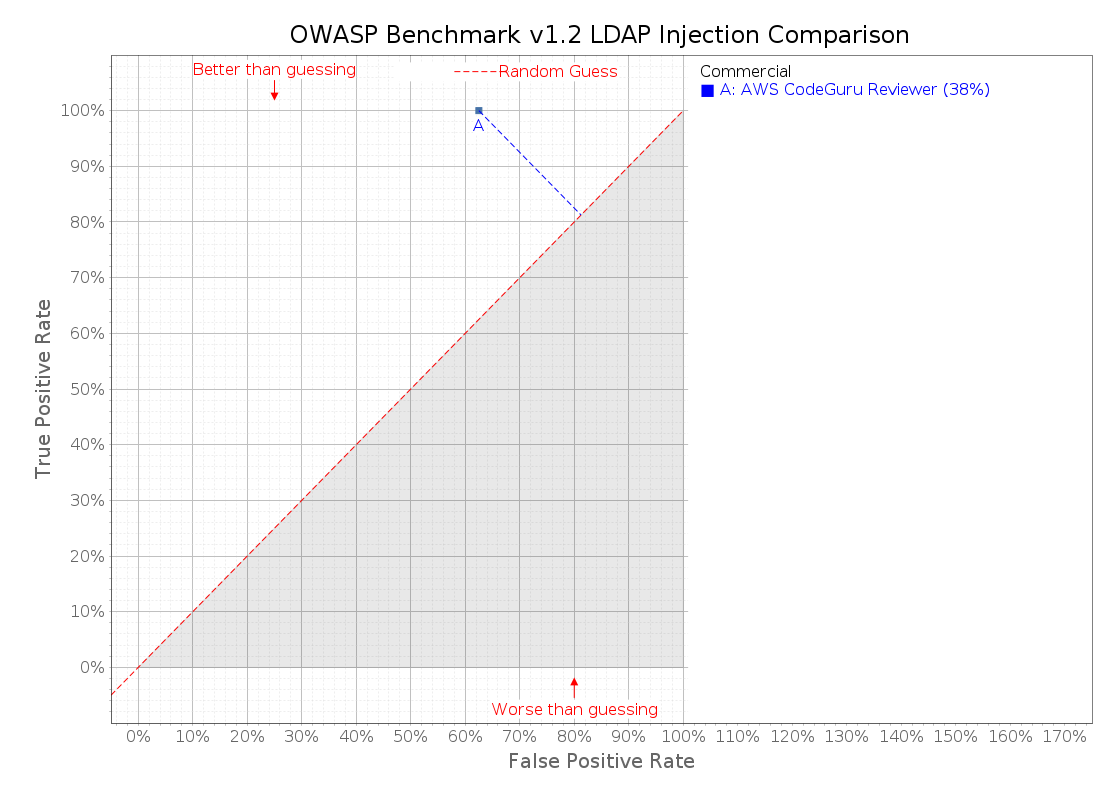 OWASP Benchmark v1.2 LDAP Injection Comparison
Better than guessing
Random Guess
Commercial
A: AWS CodeGuru Reviewer (38%)
A
100%
90%
80%
70%
60%
50%
40%
30%
20%
10%
0%
True Positive Rate
Worse than guessing
0% 10% 20% 30% 40% 50% 60% 70% 80% 90% 100% 110% 120% 130% 140% 150% 160% 170%
False Positive Rate